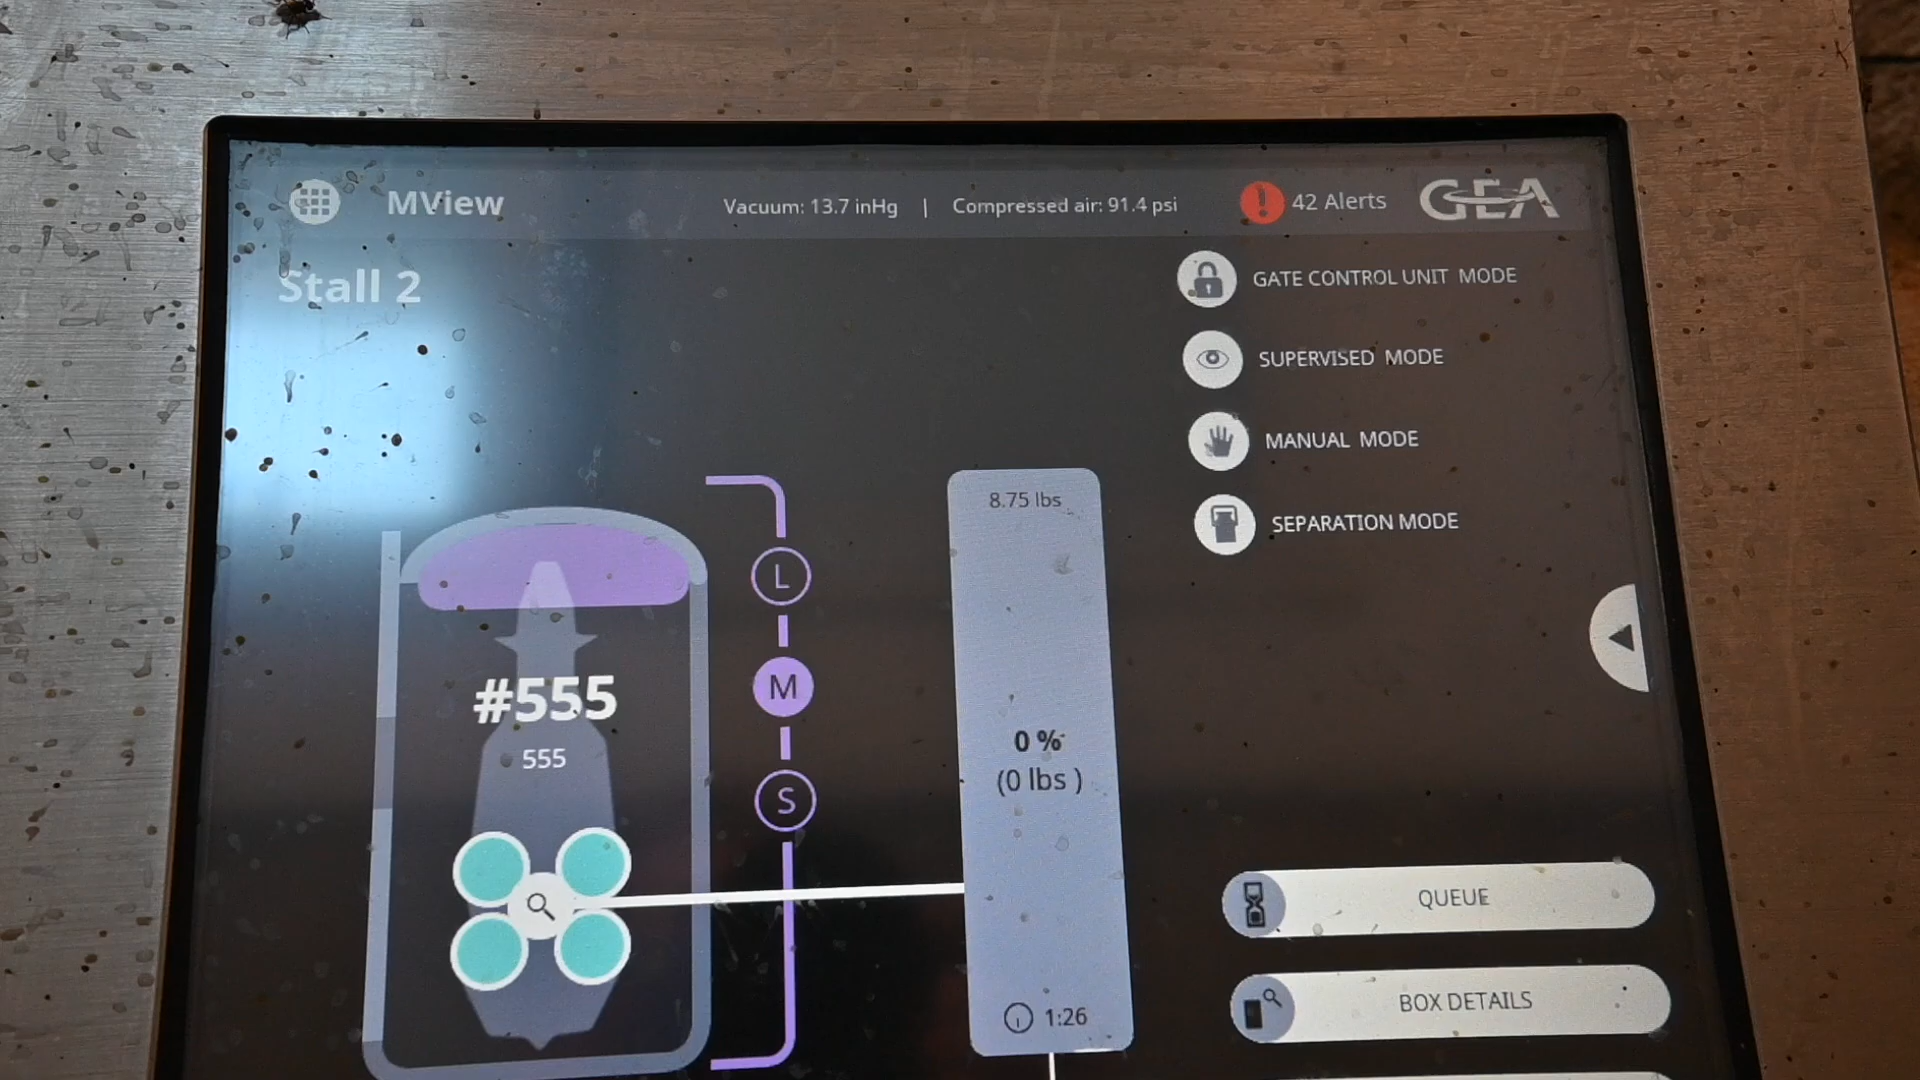 MView
Vacuum: 13.7 inHg | Compressed air: 91.4 psi
42 Alerts
GEA
Stall 2
GATE CONTROL UNIT MODE
SUPERVISED MODE
MANUAL MODE
SEPARATION MODE
8.75 lbs
L
M
S
#555
555
0 %
(0 lbs )
1:26
QUEUE
BOX DETAILS